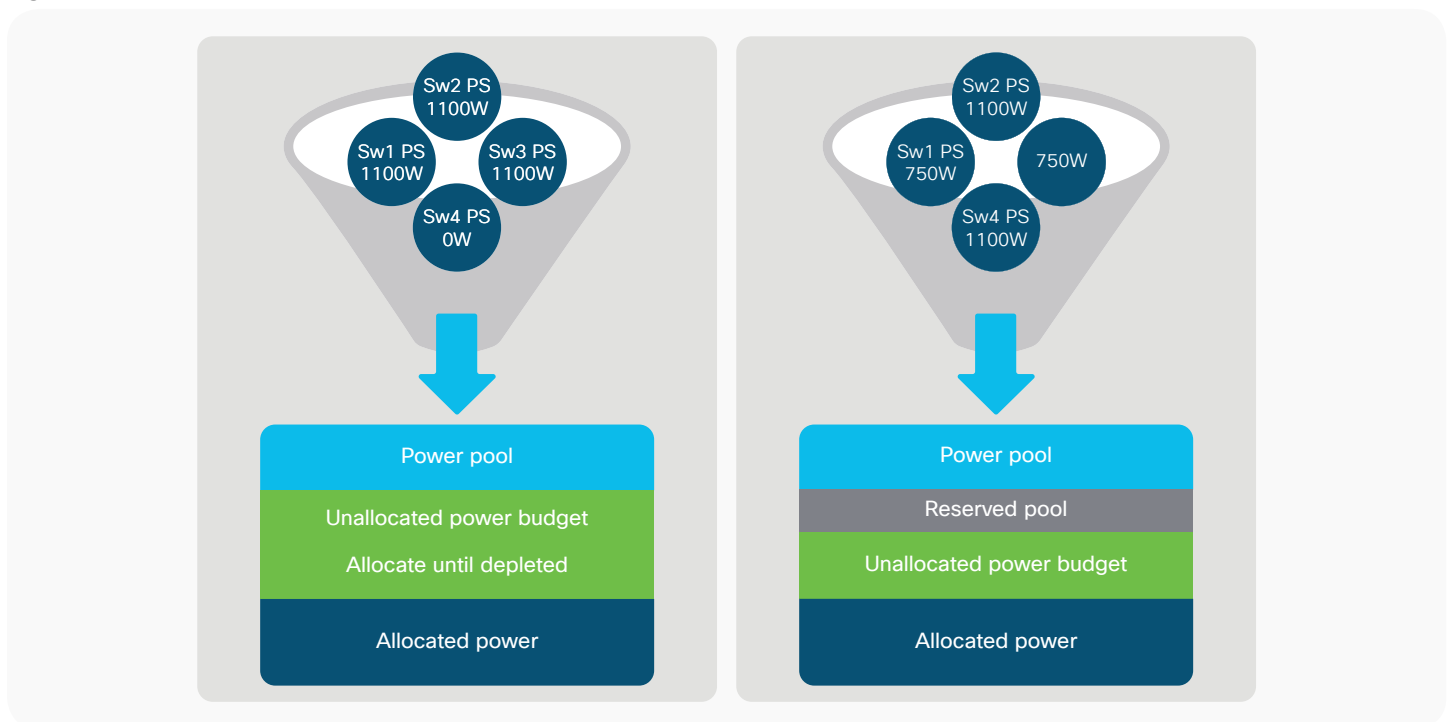 Sw2 PS
1100W
Sw1 PS
1100W
Sw3 PS
1100W
Sw4 PS
0W
Power pool
Unallocated power budget
Allocate until depleted
Allocated power
Sw2 PS
1100W
Sw1 PS
750W
750W
Sw4 PS
1100W
Power pool
Reserved pool
Unallocated power budget
Allocated power